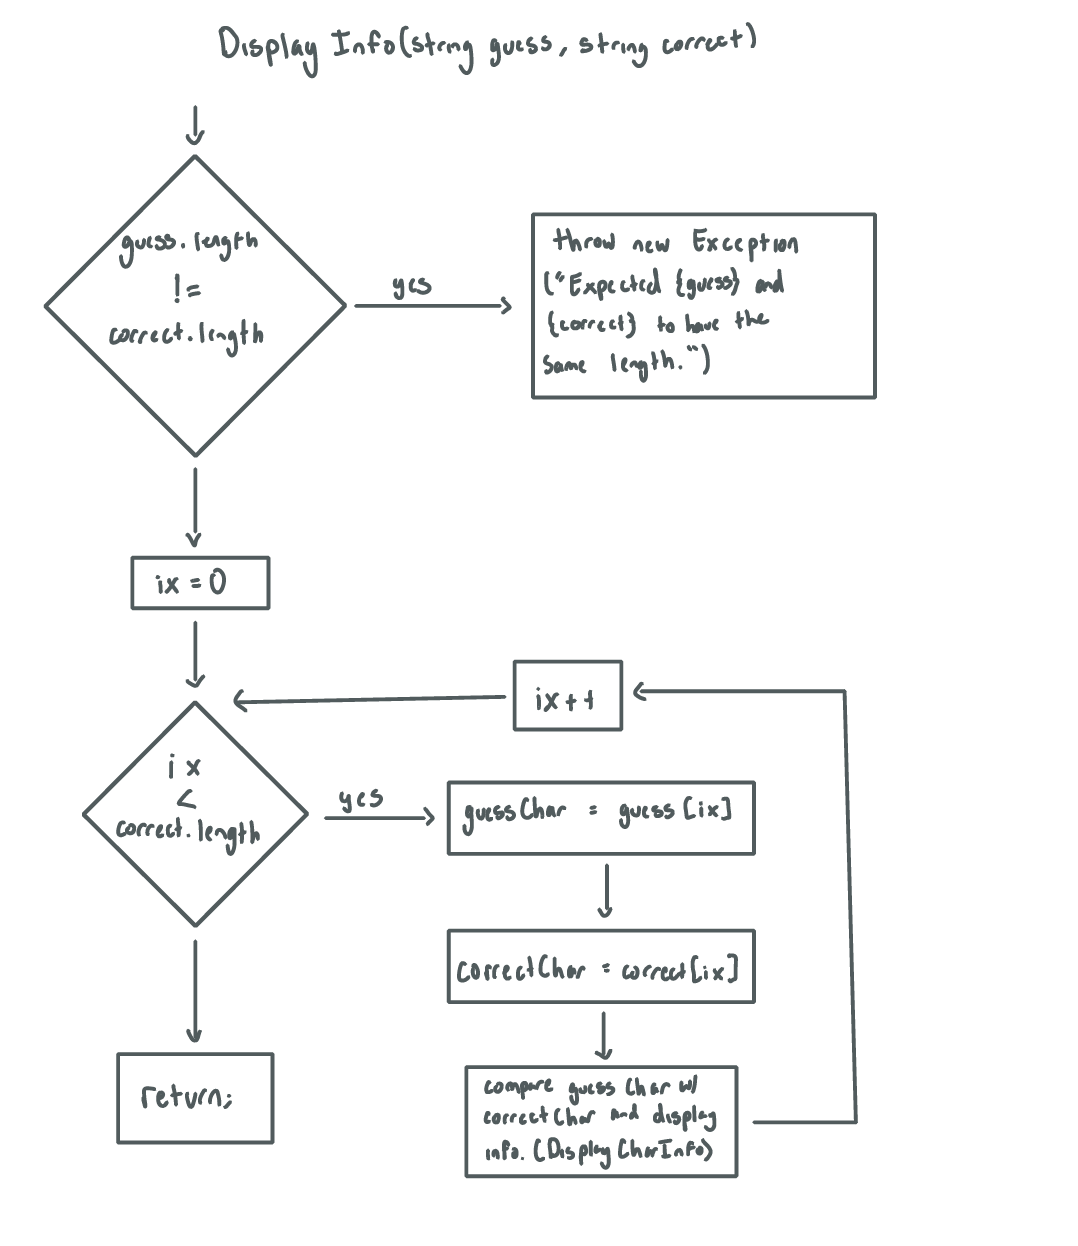 Display Info(string guess, string correct)
guess.length
!=
correct.length
yes
throw new Exception
("Expected {guess} and
{correct} to have the
same length.")
ix = 0
ix++
ix
<
correct.length
yes
guessChar = guess[ix]
correctChar = correct[ix]
return;
compare guessChar w/
correctChar and display
info. (DisplayCharInfo)